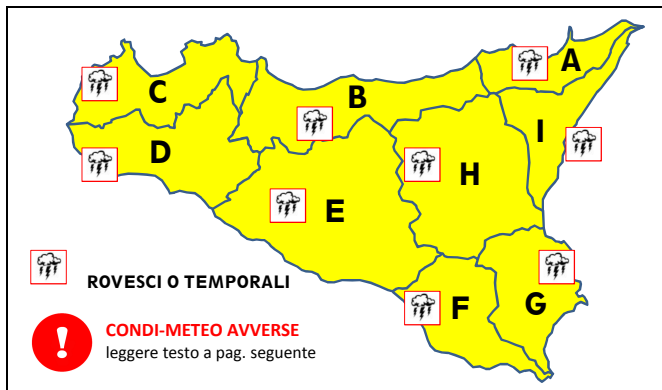 A
C
B
I
D
H
E
F
G
ROVESCI O TEMPORALI
!
CONDI-METEO AVVERSE
leggere testo a pag. seguente